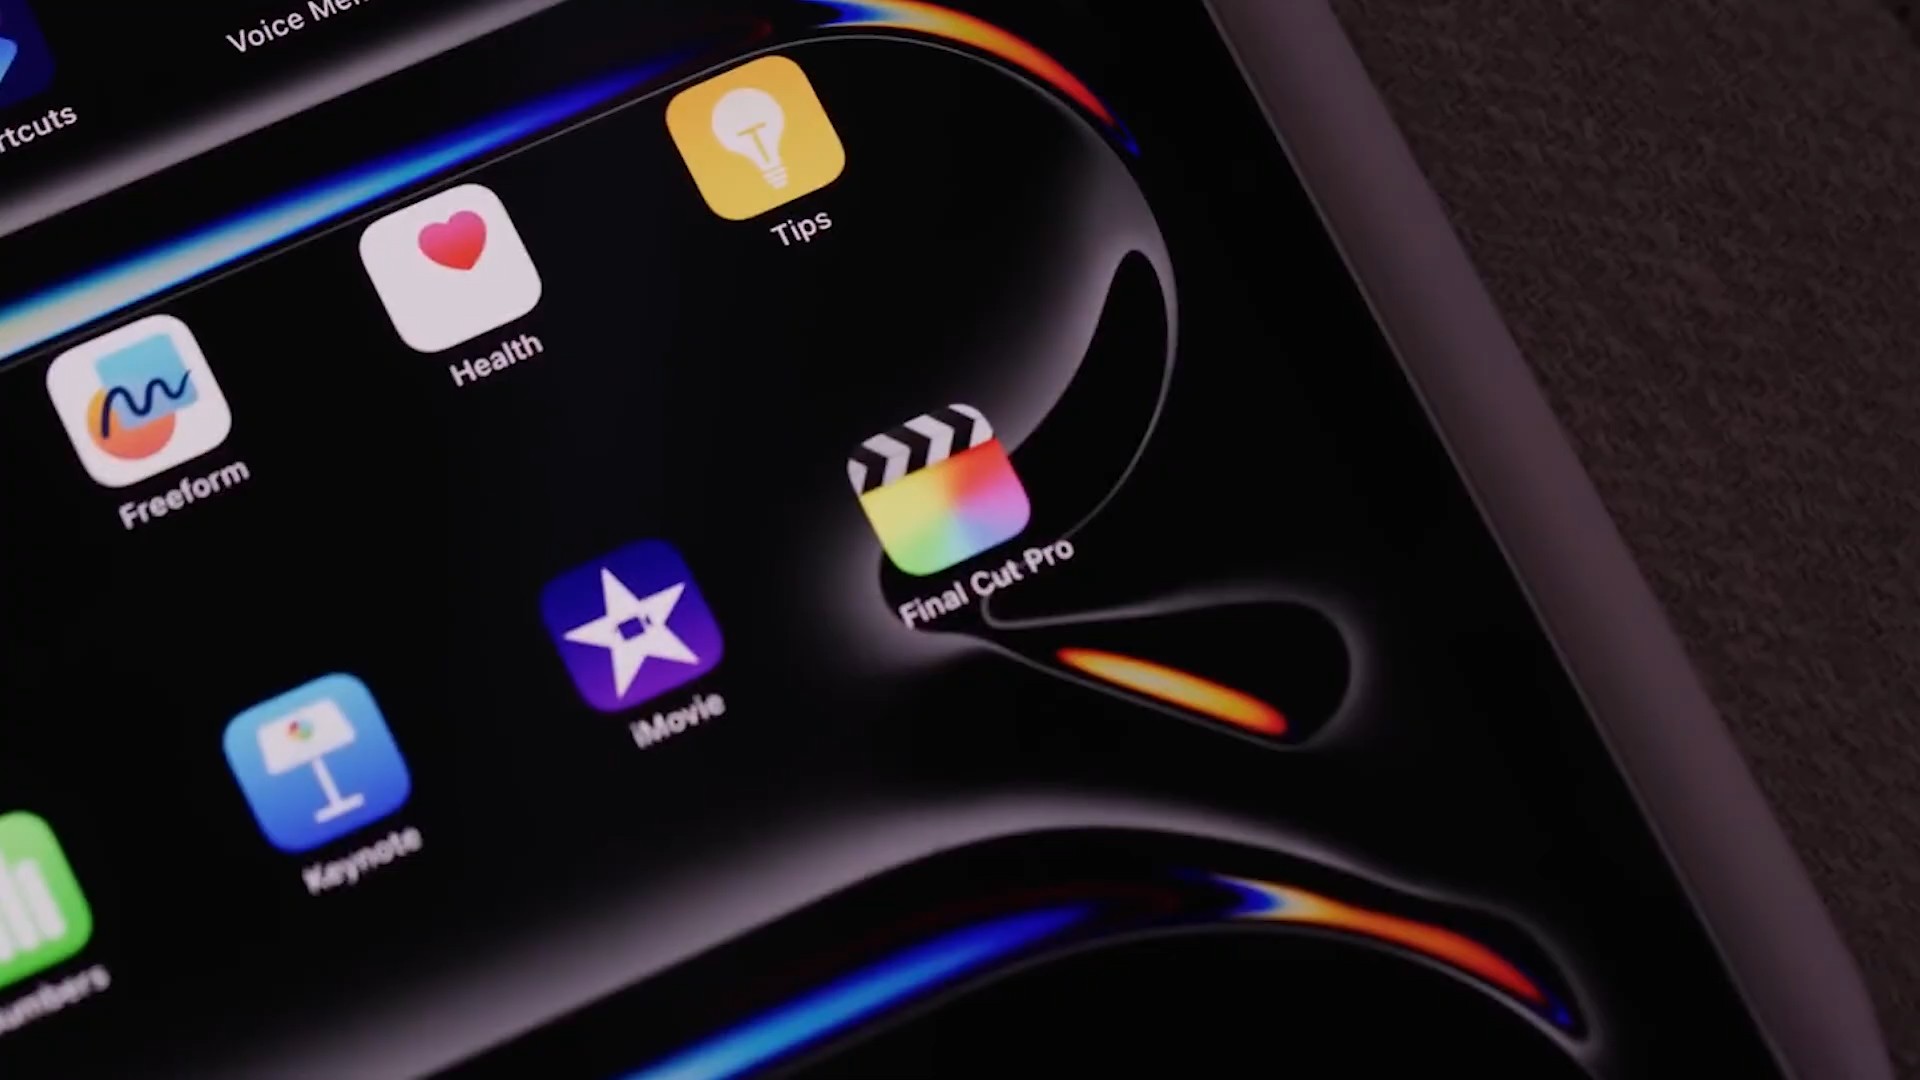 Voice Me
rtcuts
Tips
Health
Freeform
Final Cut Pro
iMovie
Keynote
umbers